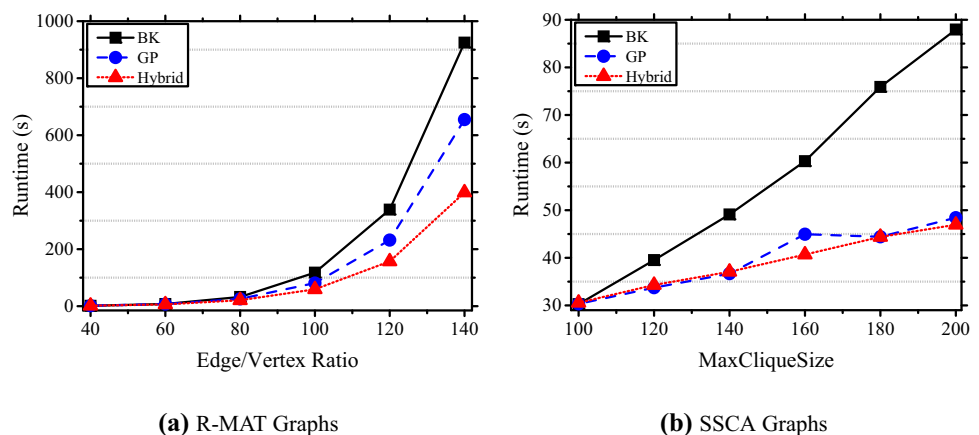 1000
800
600
400
200
0
Runtime (s)
BK
GP
Hybrid
40 60 80 100 120 140
Edge/Vertex Ratio
(a) R-MAT Graphs
90
80
70
60
50
40
30
Runtime (s)
BK
GP
Hybrid
100 120 140 160 180 200
MaxCliqueSize
(b) SSCA Graphs